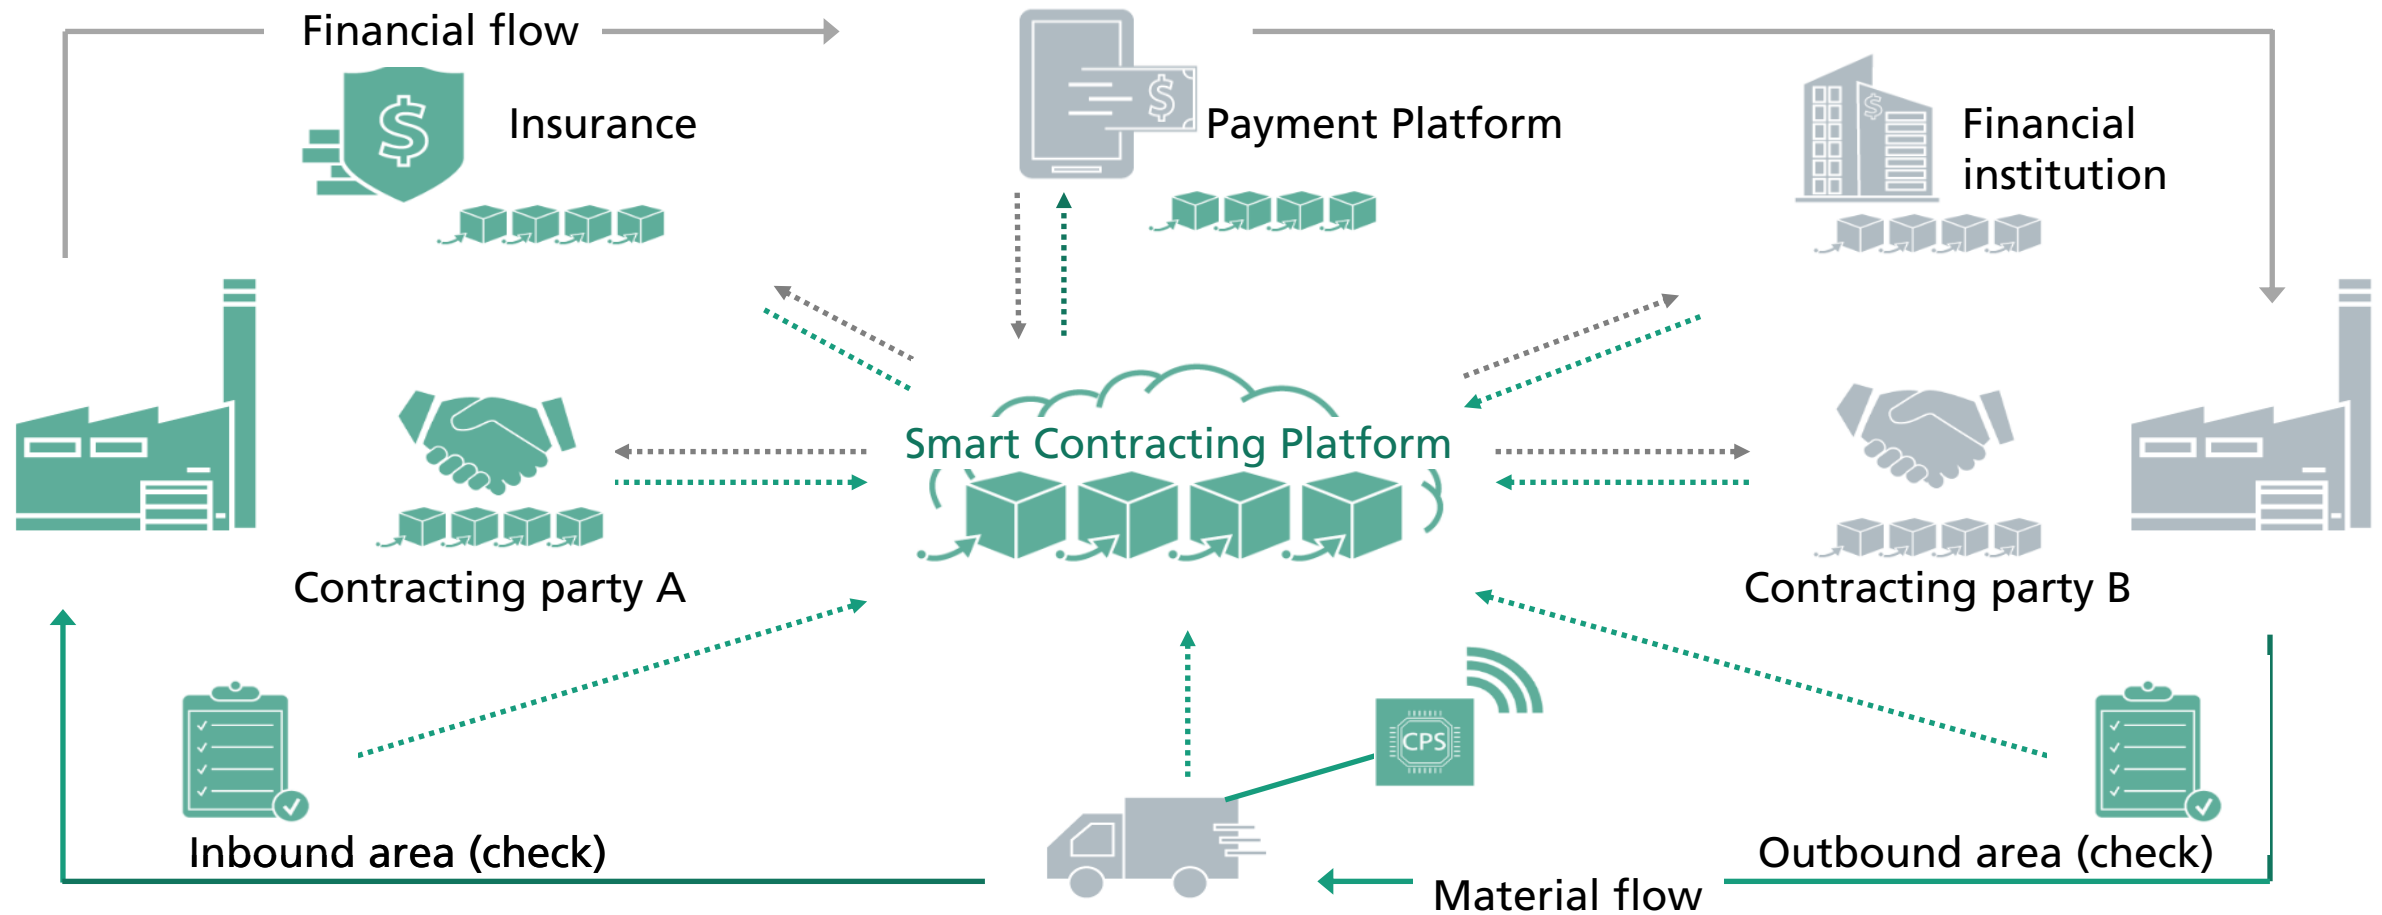 Financial flow
$
Insurance
$
Payment Platform
$
Financial
institution
Smart Contracting Platform
Contracting party A
Contracting party B
CPS
Inbound area (check)
Outbound area (check)
Material flow